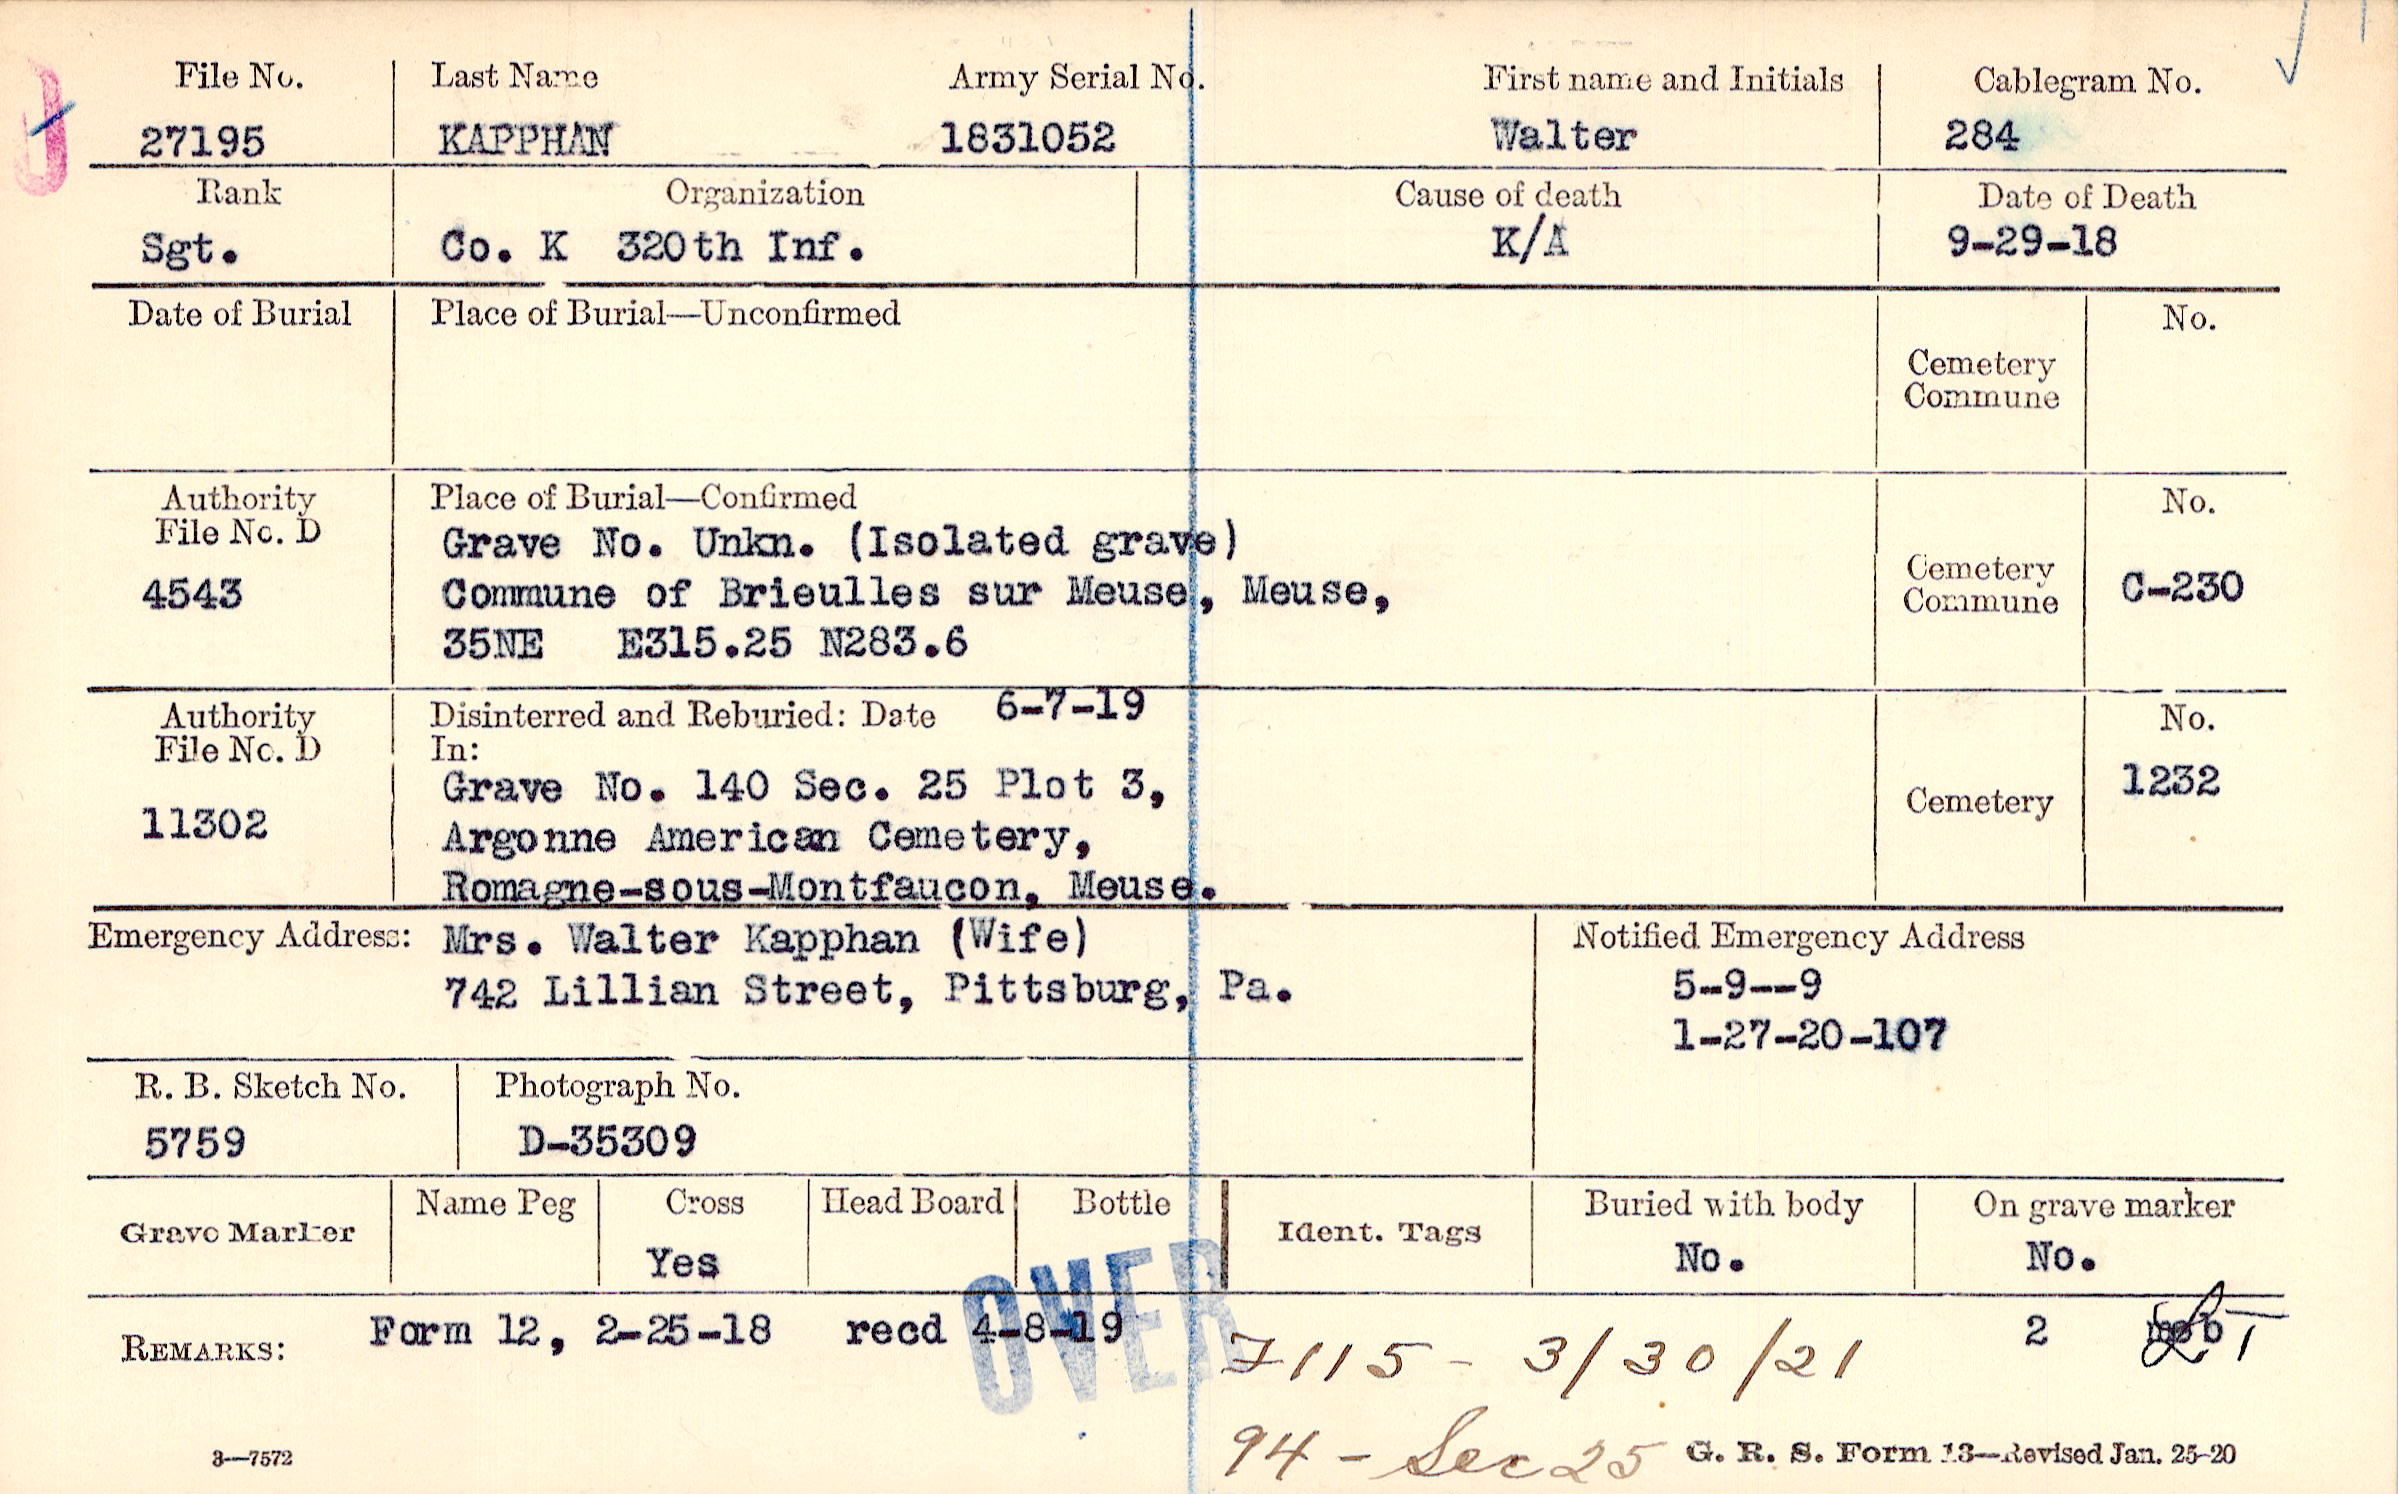 File No. Last Name Army Serial No. First name and Initials Cablegram No.
27195 KAPPHAN 1831052 Walter 284
Rank Organization Cause of death Date of Death
Sgt. Co. K 320th Inf. K/A 9-29-18
Date of Burial Place of Burial—Unconfirmed No.
Cemetery
Commune
Authority Place of Burial—Confirmed No.
File No. D
Grave No. Unkn. (Isolated grave)
4543 Commune of Brieulles sur Meuse, Meuse, Cemetery Commune C-230
35NE E315.25 N283.6
Authority Disinterred and Reburied: Date 6-7-19 No.
File No. D In:
Grave No. 140 Sec. 25 Plot 3, 1232
11302 Argonne American Cemetery, Cemetery
Romagne-sous-Montfaucon, Meuse.
Emergency Address: Mrs. Walter Kapphan (Wife) Notified Emergency Address
742 Lillian Street, Pittsburg, Pa. 5-9--9
1-27-20-107
R. B. Sketch No. Photograph No.
5759 D-35309
Grave Marker Name Peg Cross Head Board Bottle Ident. Tags Buried with body On grave marker
Yes No. No.
OVER
REMARKS: Form 12, 2-25-18 recd 4-8-19 2
7115 - 3/30/21
94 - Sec 25
3—7572 G. R. S. Form 13—Revised Jan. 25-20